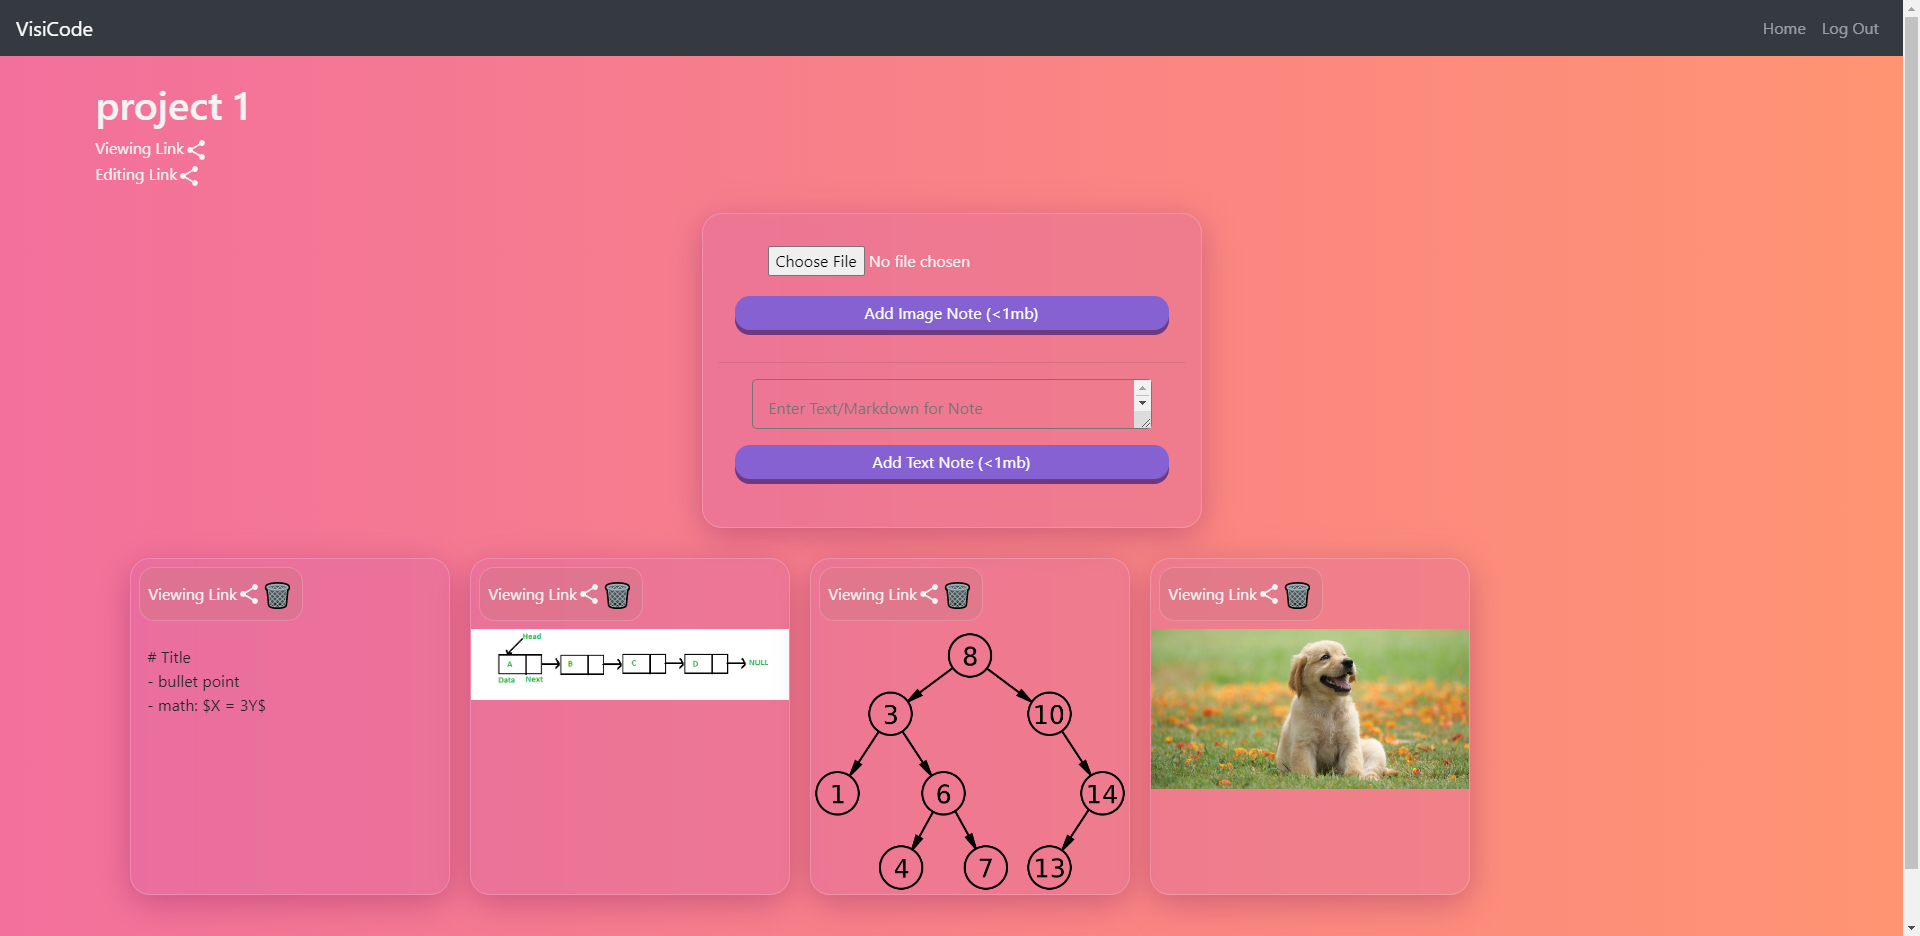 VisiCode
Home Log Out
project 1
Viewing Link
Editing Link
Choose File No file chosen
Add Image Note (<1mb)
Enter Text/Markdown for Note
Add Text Note (<1mb)
Viewing Link
# Title
- bullet point
- math: $X = 3Y$
Viewing Link
Head
A B C D NULL
Data Next
Viewing Link
8
3 10
1 6 14
4 7 13
Viewing Link